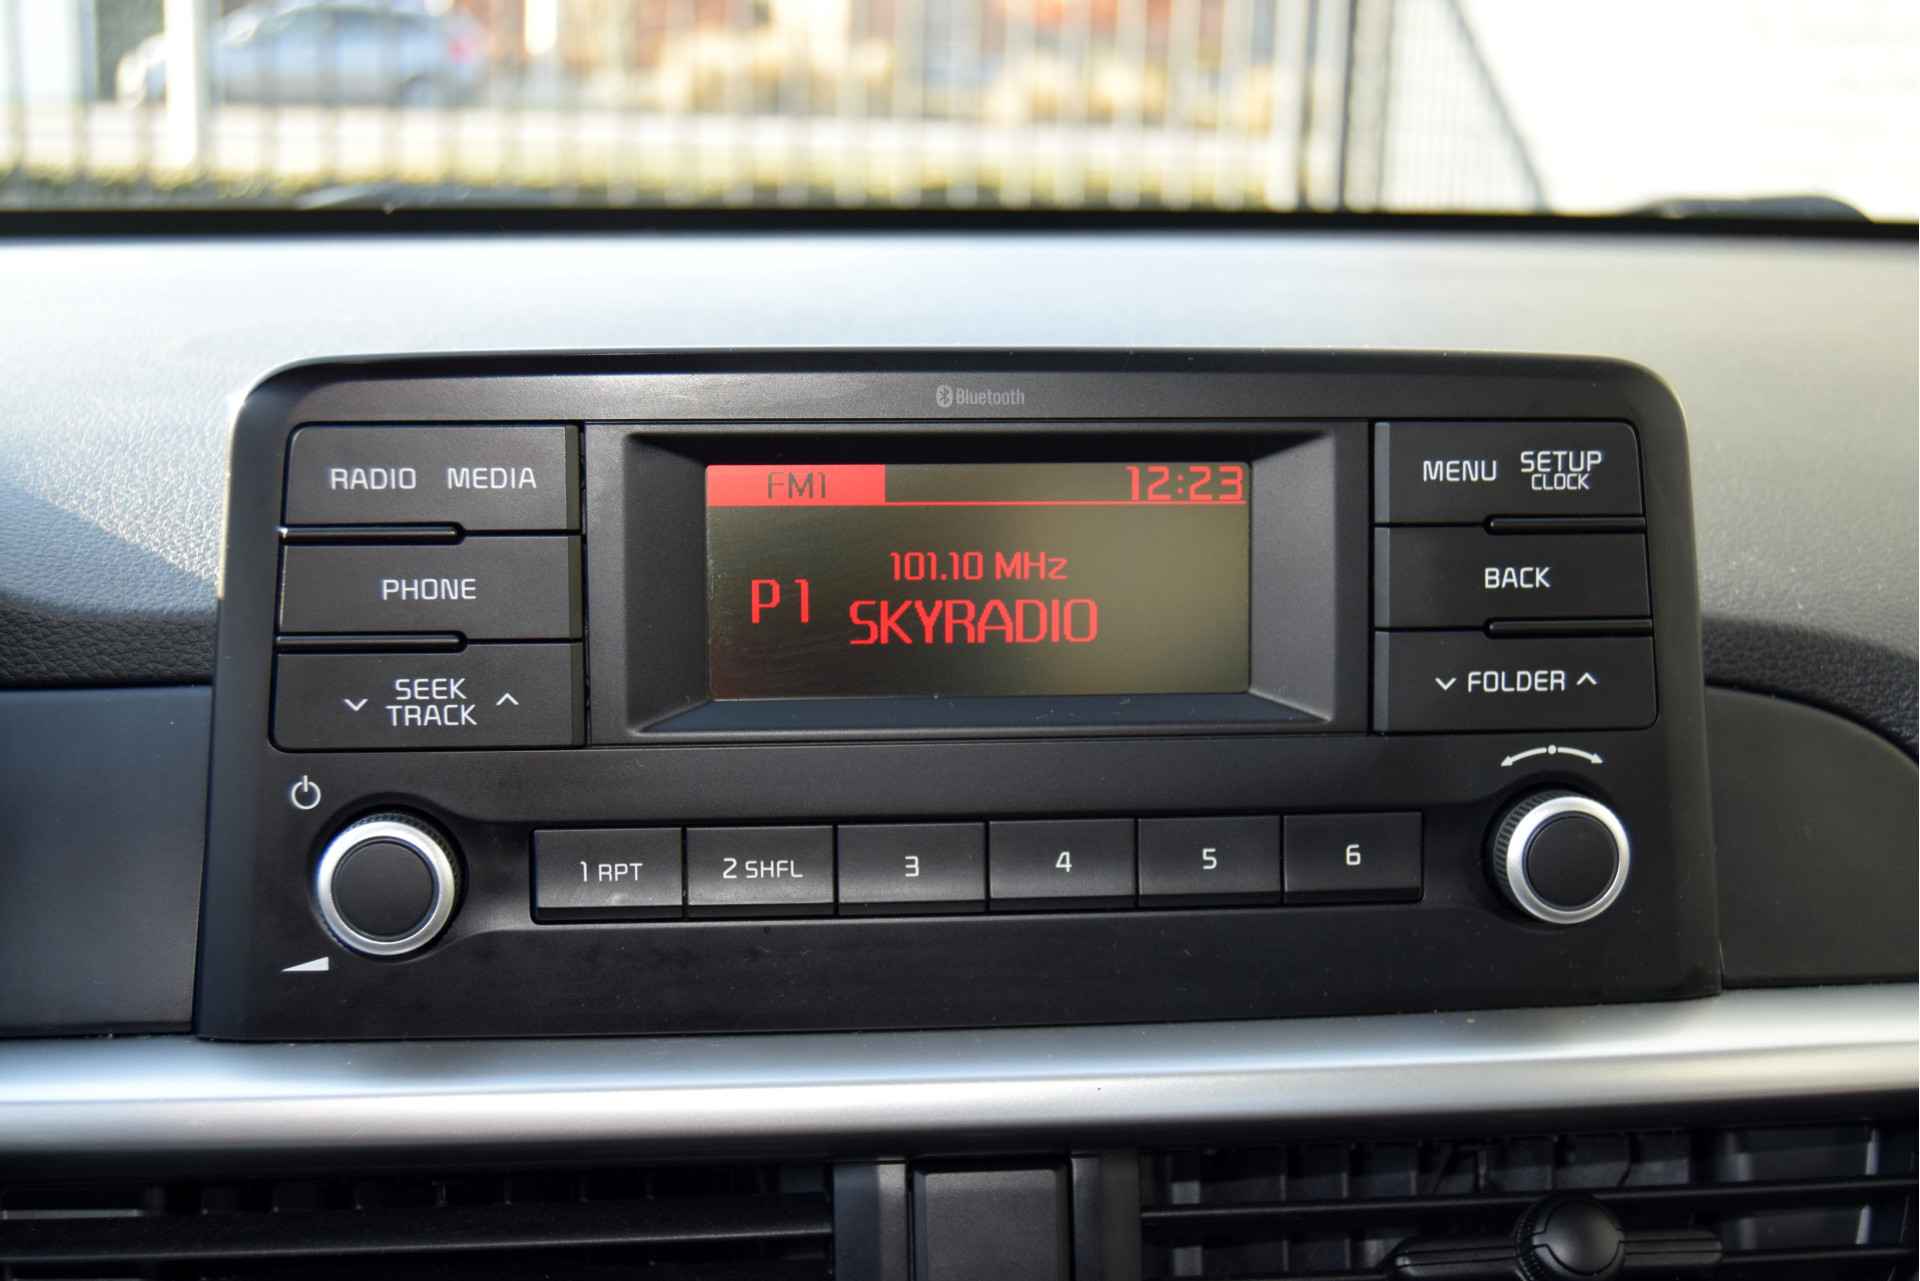 Bluetooth
RADIO MEDIA
PHONE
SEEK
TRACK
FM1 12:23
101.10 MHz
P1 SKYRADIO
MENU SETUP
CLOCK
BACK
FOLDER
1 RPT 2 SHFL 3 4 5 6